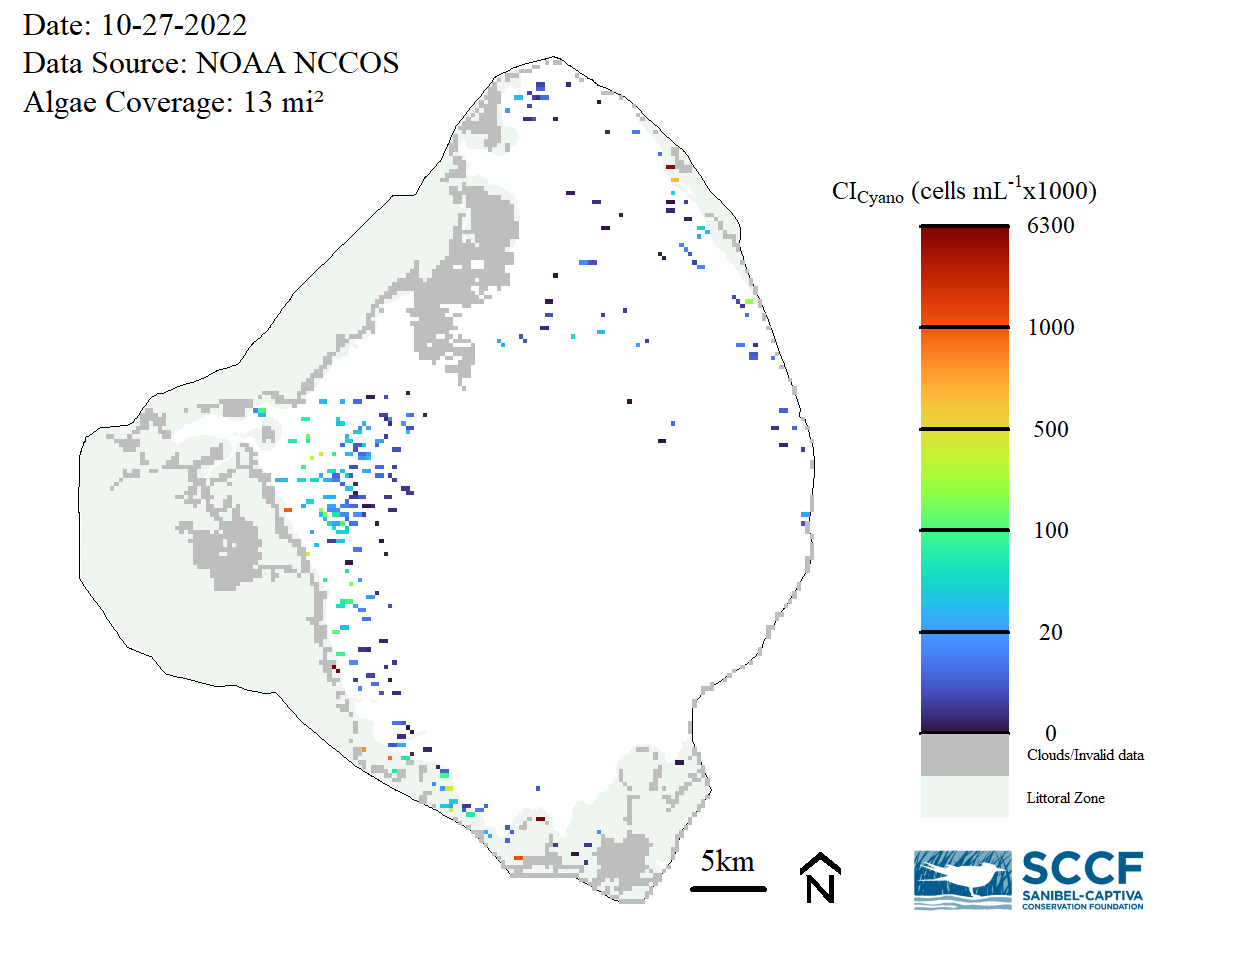 Date: 10-27-2022
Data Source: NOAA NCCOS
Algae Coverage: 13 mi²
CICyano (cells mL-1x1000)
6300
1000
500
100
20
0
Clouds/Invalid data
Littoral Zone
5km
N
SCCF
SANIBEL-CAPTIVA
CONSERVATION FOUNDATION